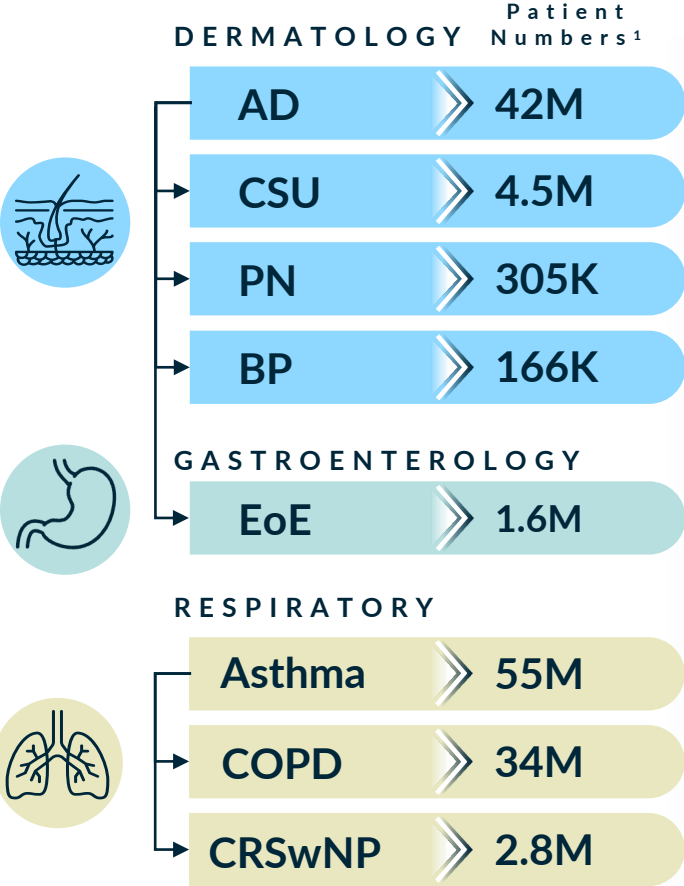 DERMATOLOGY
Patient
Numbers¹
AD 42M
CSU 4.5M
PN 305K
BP 166K
GASTROENTEROLOGY
EoE 1.6M
RESPIRATORY
Asthma 55M
COPD 34M
CRSwNP 2.8M